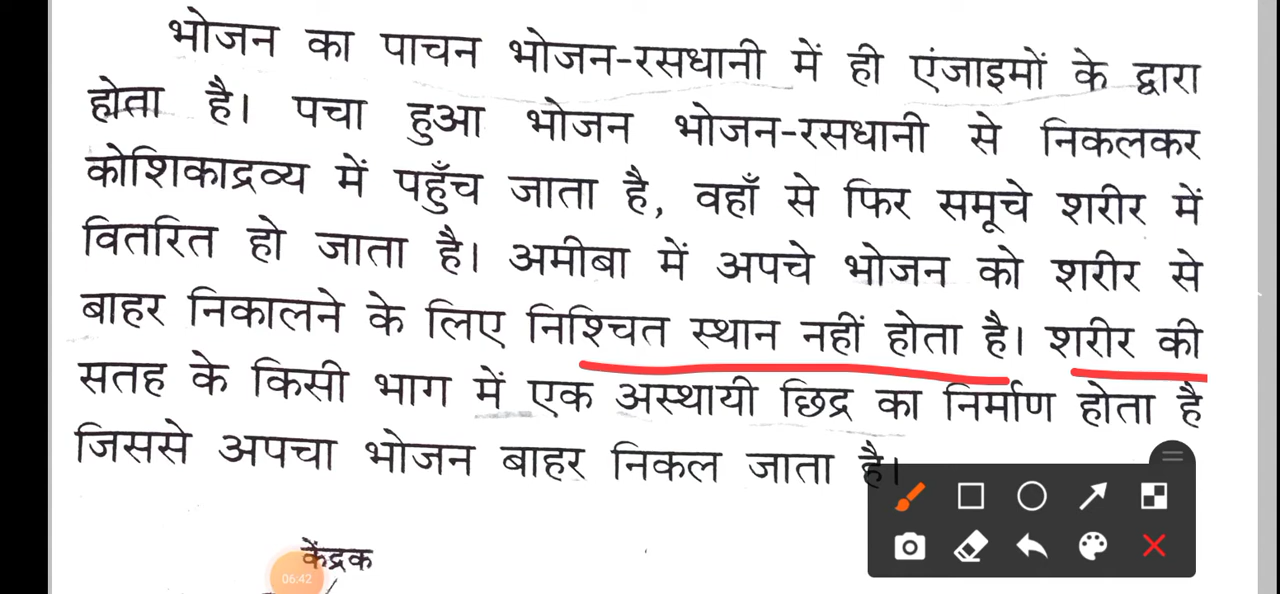 भोजन का पाचन भोजन-रसधानी में ही एंजाइमों के द्वारा
होता है। पचा हुआ भोजन भोजन-रसधानी से निकलकर
कोशिकाद्रव्य में पहुँच जाता है, वहाँ से फिर समूचे शरीर में
वितरित हो जाता है। अमीबा में अपचे भोजन को शरीर से
बाहर निकालने के लिए निश्चित स्थान नहीं होता है। शरीर की
सतह के किसी भाग में एक अस्थायी छिद्र का निर्माण होता है
जिससे अपचा भोजन बाहर निकल जाता है।
केंद्रक
06:42